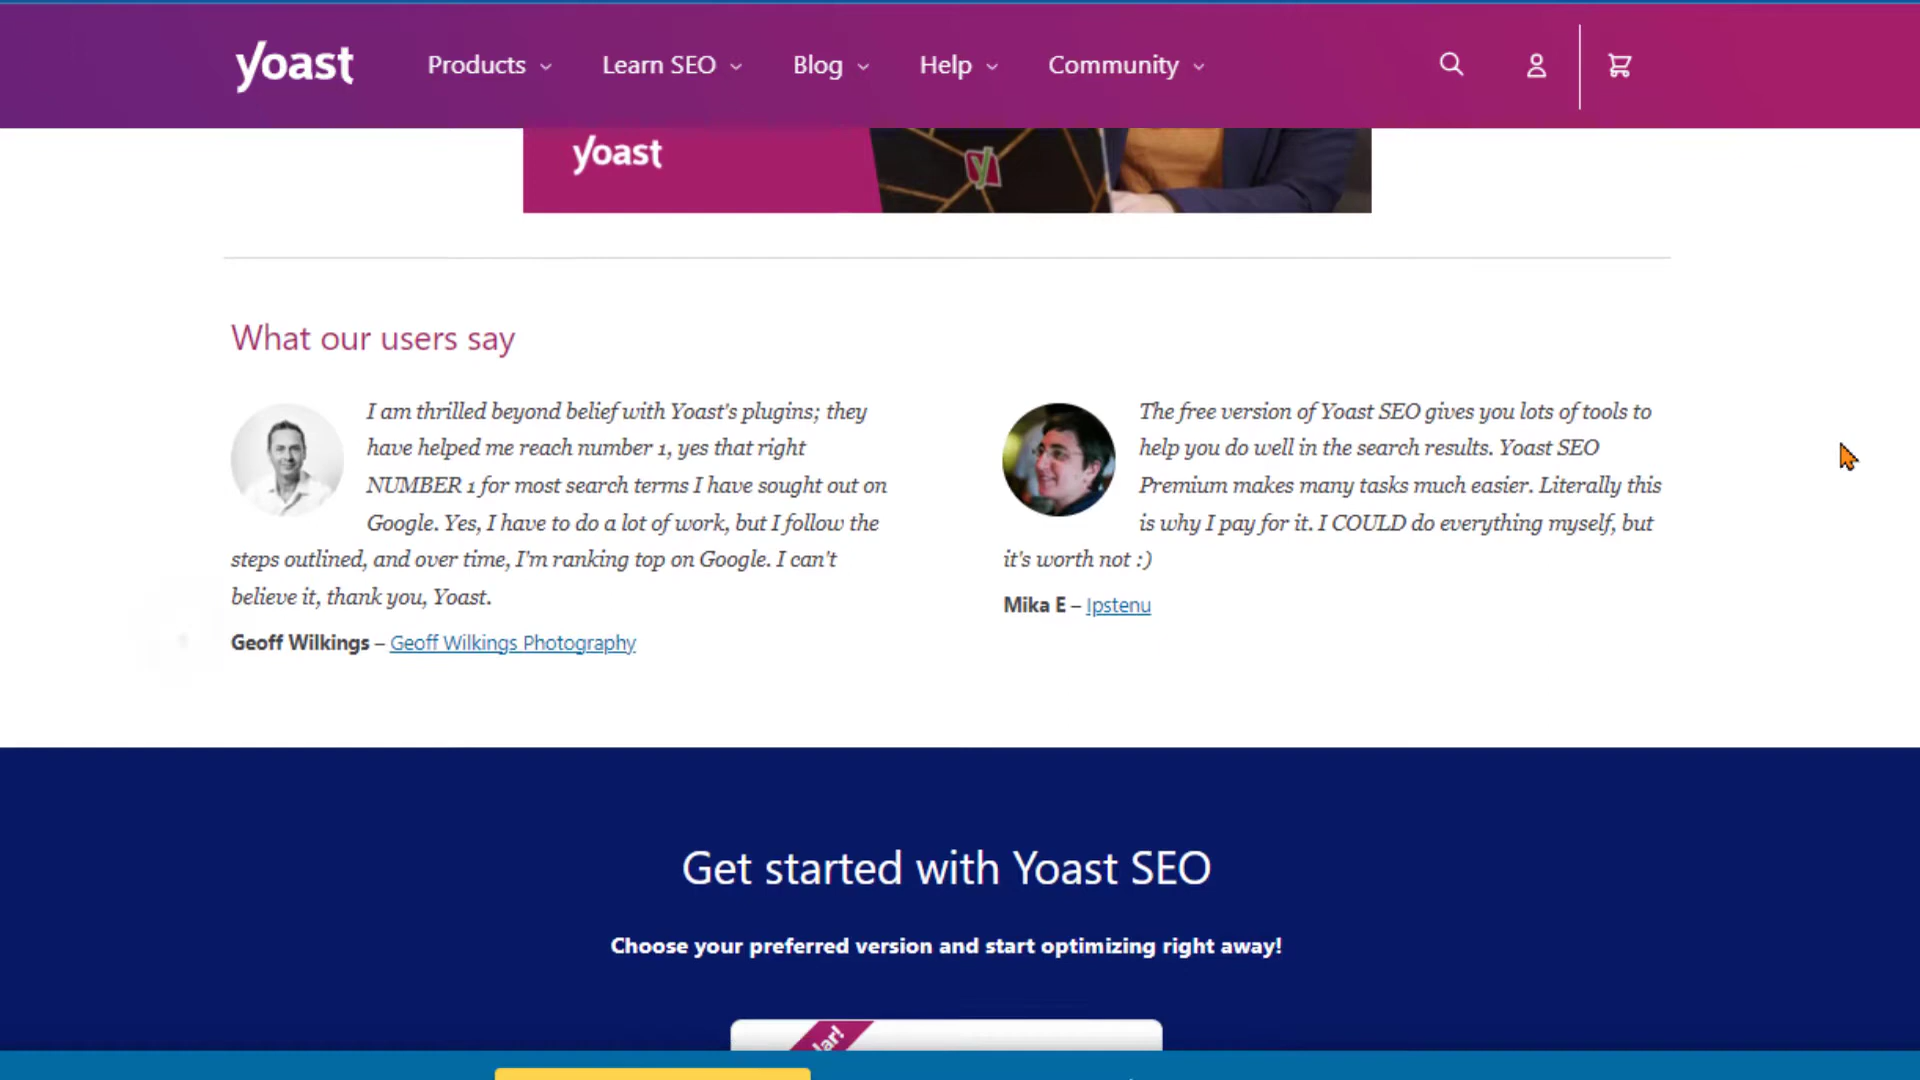 yoast
Products
Learn SEO
Blog
Help
Community
yoast
What our users say
I am thrilled beyond belief with Yoast's plugins; they
have helped me reach number 1, yes that right
NUMBER 1 for most search terms I have sought out on
Google. Yes, I have to do a lot of work, but I follow the
steps outlined, and over time, I'm ranking top on Google. I can't
believe it, thank you, Yoast.
Geoff Wilkings – Geoff Wilkings Photography
The free version of Yoast SEO gives you lots of tools to
help you do well in the search results. Yoast SEO
Premium makes many tasks much easier. Literally this
is why I pay for it. I COULD do everything myself, but
it's worth not :)
Mika E – Ipstenu
Get started with Yoast SEO
Choose your preferred version and start optimizing right away!